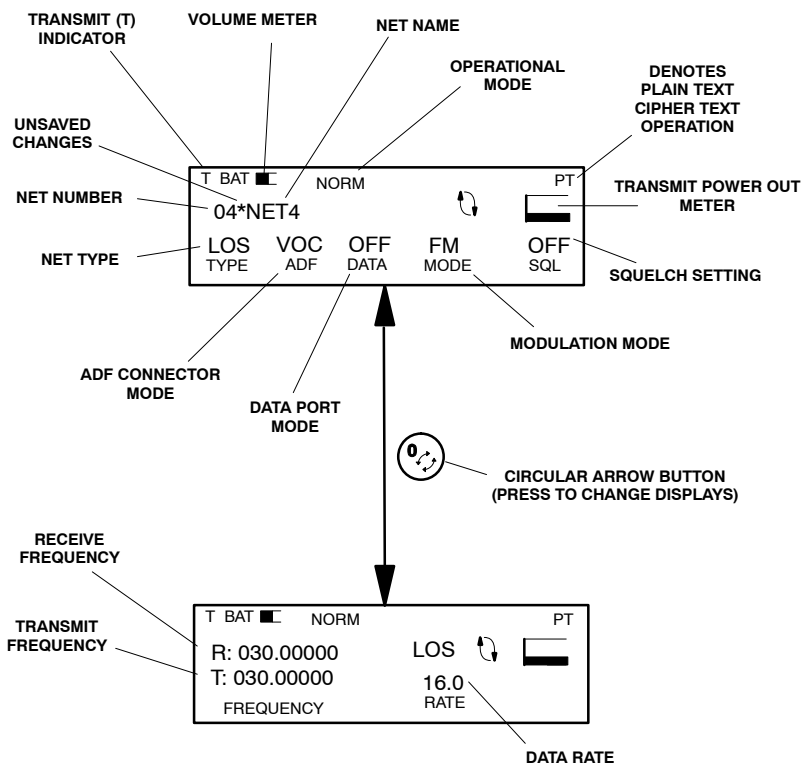 TRANSMIT (T)
INDICATOR
VOLUME METER
NET NAME
OPERATIONAL
MODE
DENOTES
PLAIN TEXT
CIPHER TEXT
OPERATION
UNSAVED
CHANGES
NET NUMBER
NET TYPE
T BAT NORM PT
04*NET4
LOS VOC OFF FM OFF
TYPE ADF DATA MODE SQL
TRANSMIT POWER OUT
METER
SQUELCH SETTING
MODULATION MODE
ADF CONNECTOR
MODE
DATA PORT
MODE
0
CIRCULAR ARROW BUTTON
(PRESS TO CHANGE DISPLAYS)
RECEIVE
FREQUENCY
TRANSMIT
FREQUENCY
T BAT NORM PT
R: 030.00000 LOS
T: 030.00000 16.0
FREQUENCY RATE
DATA RATE